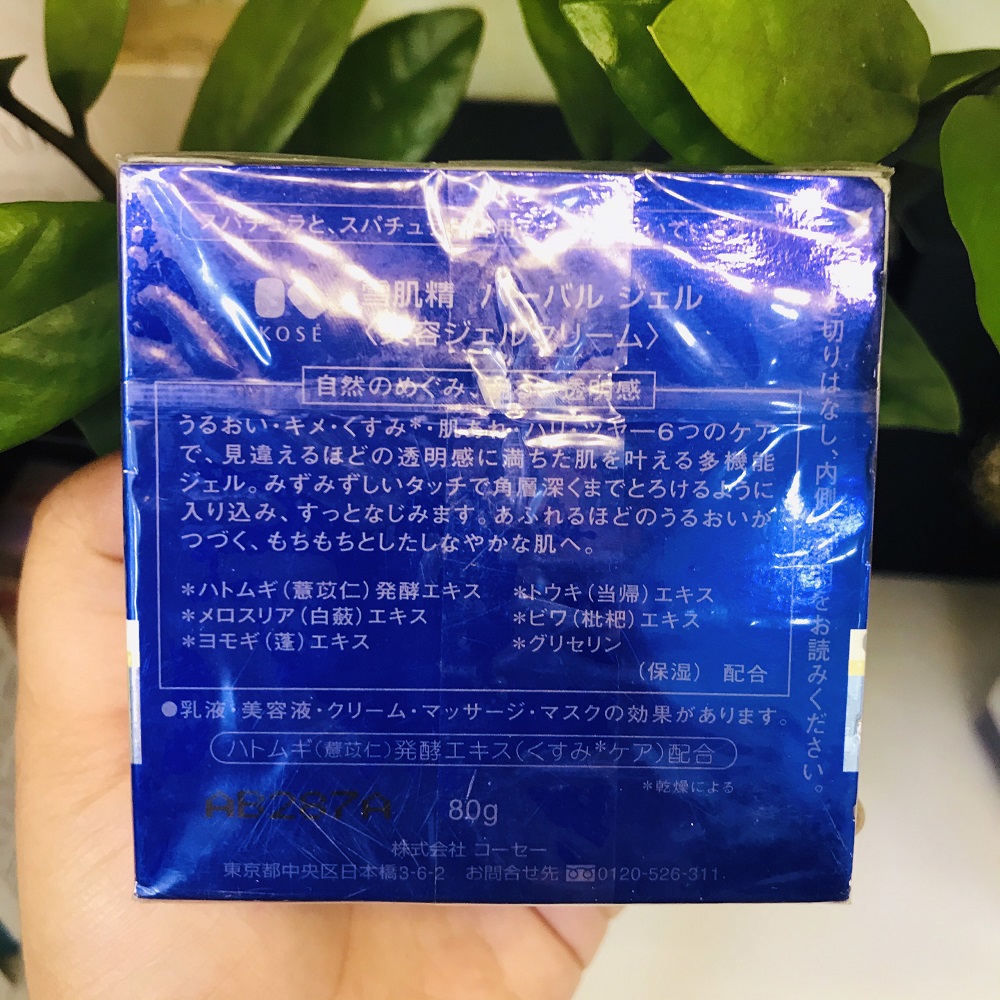 スパチュラと、スパチュ
KOSÉ
雪肌精 ハーバル ジェル
〈美容ジェルクリーム〉
自然のめぐみ、 透明感
うるおい・キメ・くすみ*・肌あれ・ハリ・ツヤ―6つのケア
で、見違えるほどの透明感に満ちた肌を叶える多機能
ジェル。みずみずしいタッチで角層深くまでとろけるように
入り込み、すっとなじみます。あふれるほどのうるおいが
つづく、もちもちとしたしなやかな肌へ。
*ハトムギ(薏苡仁)発酵エキス *トウキ(当帰)エキス
*メロスリア(白蘞)エキス *ビワ(枇杷)エキス
*ヨモギ(蓬)エキス *グリセリン
(保湿) 配合
●乳液・美容液・クリーム・マッサージ・マスクの効果があります。
ハトムギ(薏苡仁)発酵エキス(くすみ*ケア)配合
*乾燥による
AB287A
80g
株式会社 コーセー
東京都中央区日本橋3-6-2 お問合せ先 0120-526-311
切りはなし、内側 をお読みください。